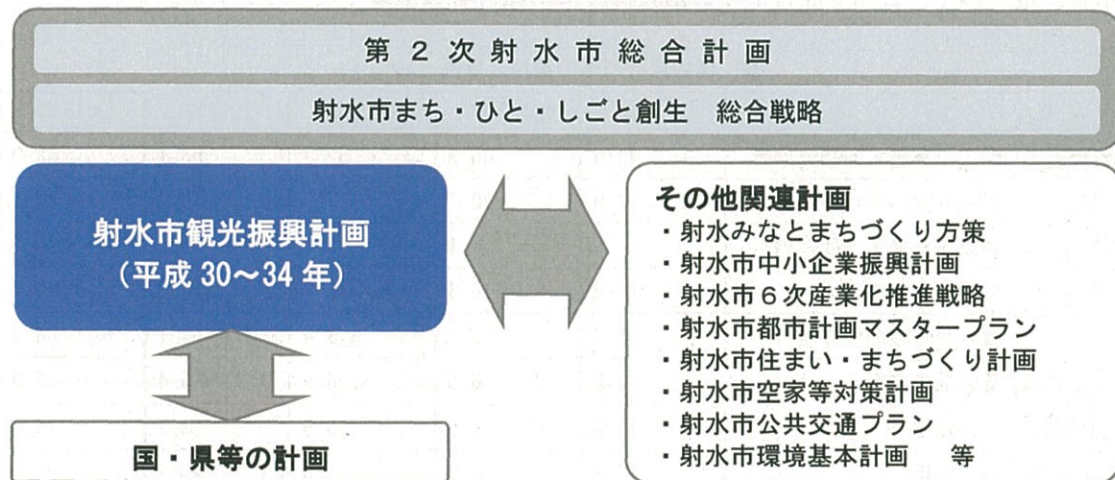 第２次射水市総合計画
射水市まち・ひと・しごと創生　総合戦略
射水市観光振興計画
（平成 30～34 年）
その他関連計画
・射水みなとまちづくり方策
・射水市中小企業振興計画
・射水市６次産業化推進戦略
・射水市都市計画マスタープラン
・射水市住まい・まちづくり計画
・射水市空家等対策計画
・射水市公共交通プラン
・射水市環境基本計画　等
国・県等の計画